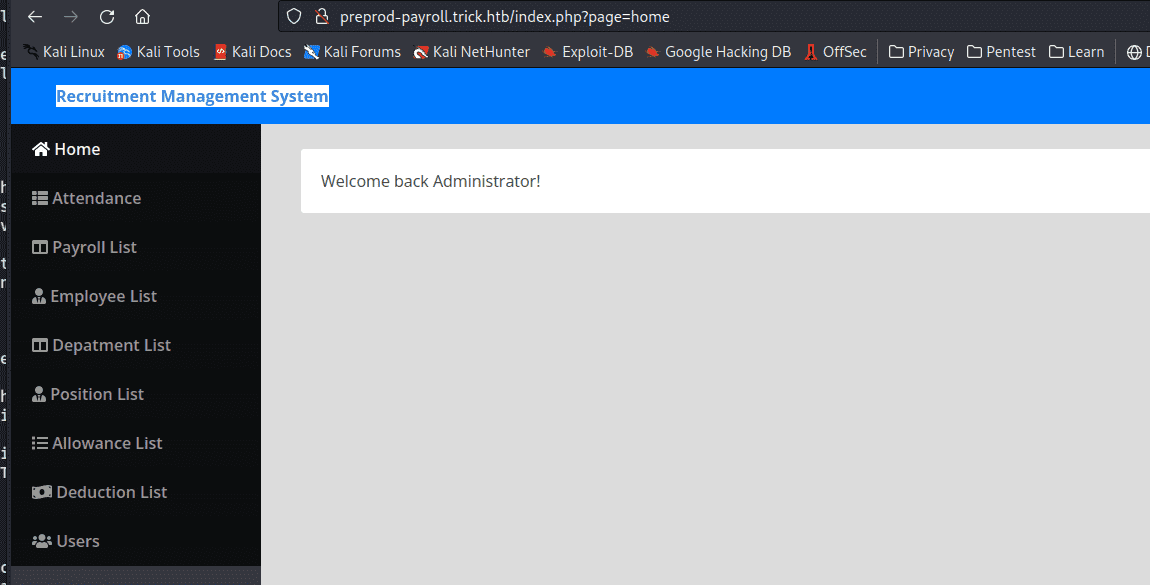 preprod-payroll.trick.htb/index.php?page=home
Kali Linux Kali Tools Kali Docs Kali Forums Kali NetHunter Exploit-DB Google Hacking DB OffSec Privacy Pentest Learn
Recruitment Management System
Home
Welcome back Administrator!
Attendance
Payroll List
Employee List
Depatment List
Position List
Allowance List
Deduction List
Users